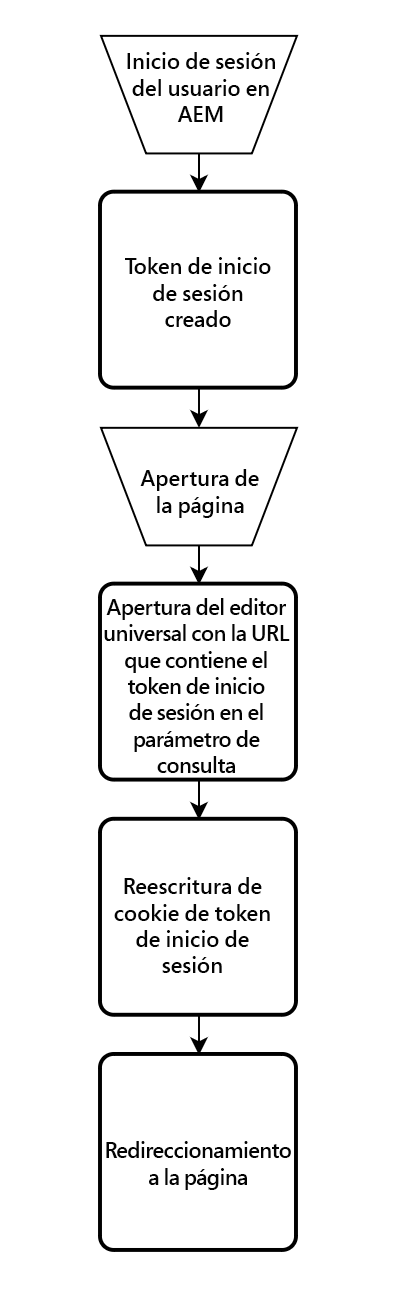 Inicio de sesión
del usuario en
AEM
Token de inicio
de sesión
creado
Apertura de
la página
Apertura del editor
universal con la URL
que contiene el
token de inicio
de sesión en el
parámetro de
consulta
Reescritura de
cookie de token
de inicio de
sesión
Redireccionamiento
a la página